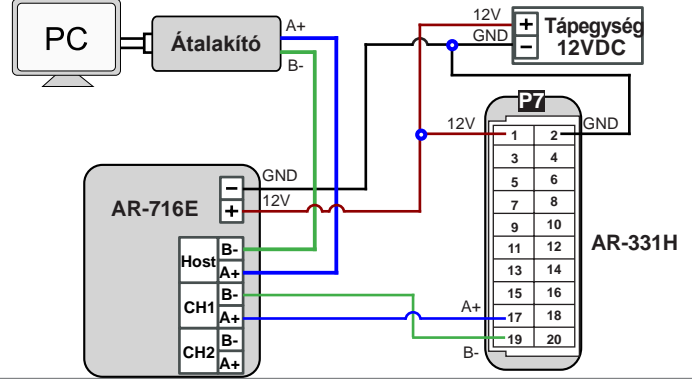 PC
Átalakító
A+
B-
12V
GND
+
-
Tápegység
12VDC
P7
12V
GND
1 2
3 4
5 6
7 8
9 10
11 12
13 14
15 16
17 18
19 20
A+
B-
AR-331H
AR-716E
-
+
GND
12V
Host
B-
A+
CH1
B-
A+
CH2
B-
A+